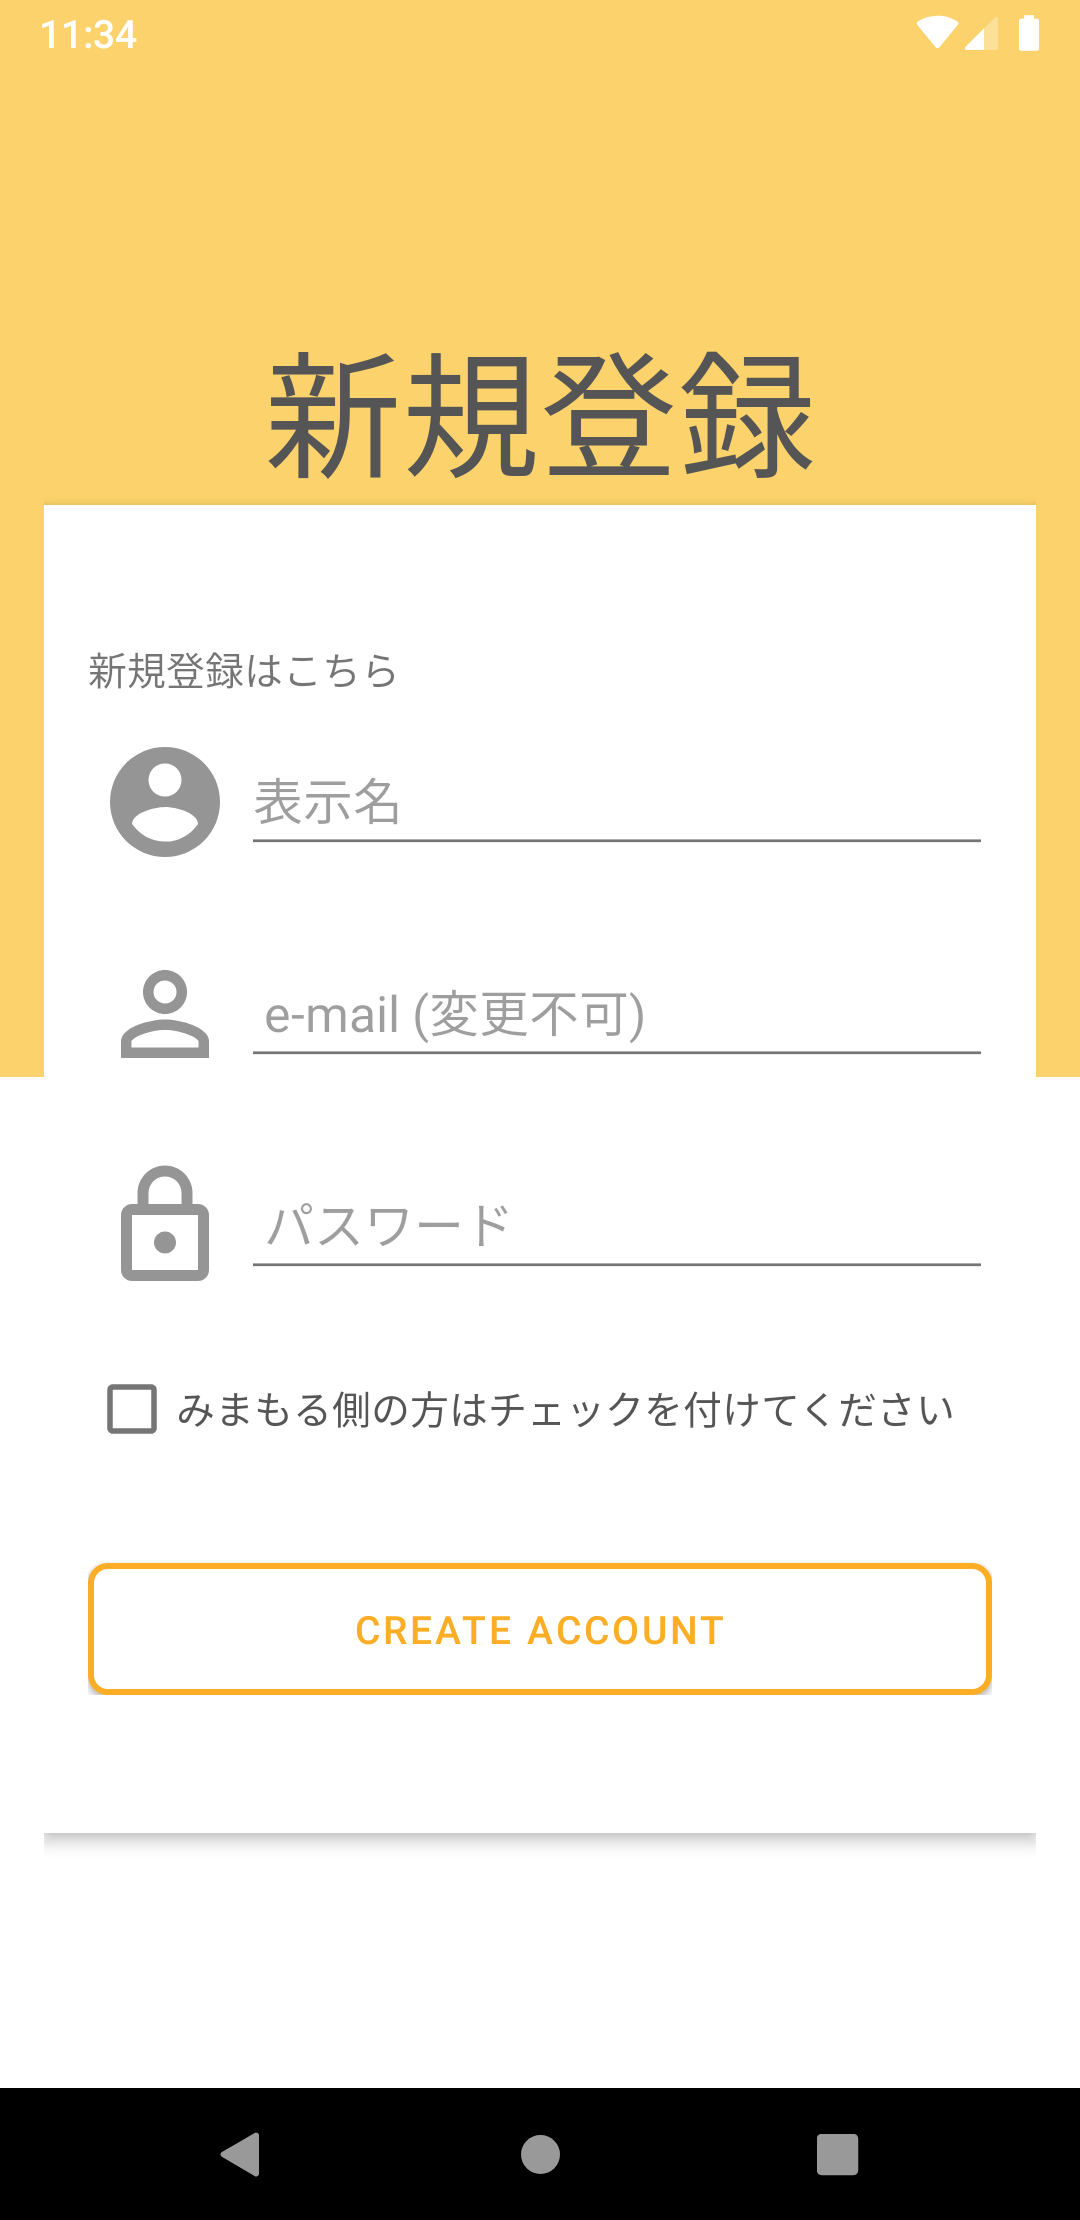 11:34
新規登録
新規登録はこちら
表示名
e-mail (変更不可)
パスワード
みまもる側の方はチェックを付けてください
CREATE ACCOUNT